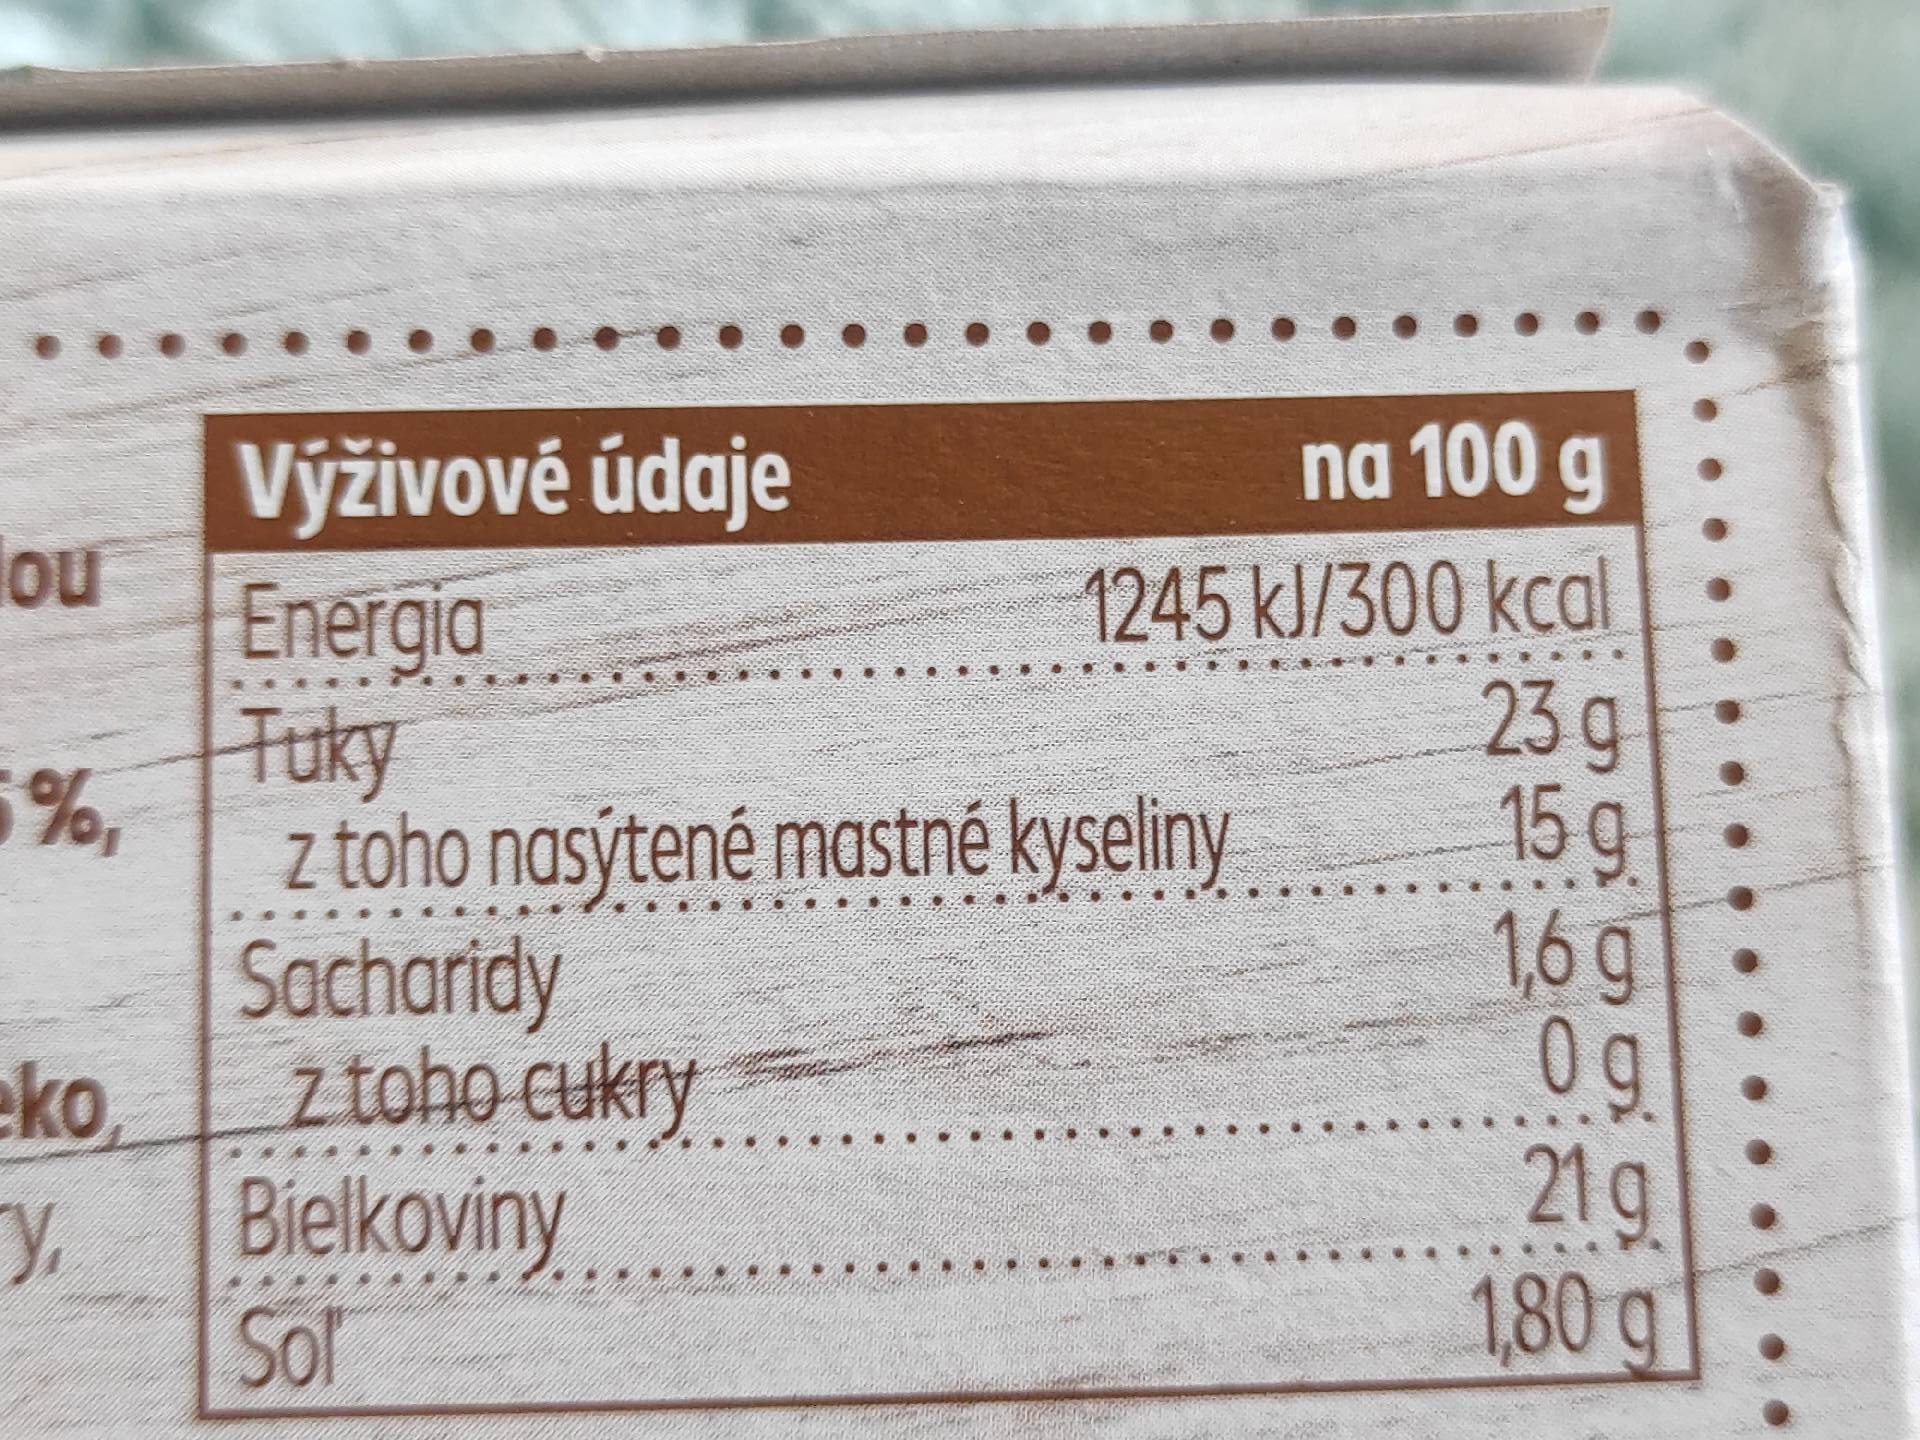 Výživové údaje na 100 g
lou
Energia 1245 kJ/300 kcal
Tuky 23 g
%,
z toho nasýtené mastné kyseliny 15 g
Sacharidy 1,6 g
z toho cukry 0 g
eko,
Bielkoviny 21 g
y,
Soľ 1,80 g